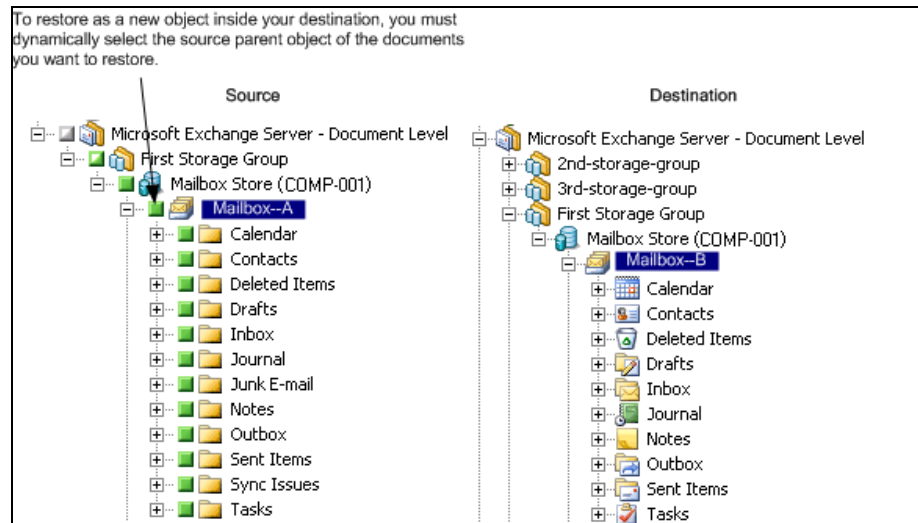 To restore as a new object inside your destination, you must
dynamically select the source parent object of the documents
you want to restore.
Source
Microsoft Exchange Server - Document Level
First Storage Group
Mailbox Store (COMP-001)
Mailbox--A
Calendar
Contacts
Deleted Items
Drafts
Inbox
Journal
Junk E-mail
Notes
Outbox
Sent Items
Sync Issues
Tasks
Destination
Microsoft Exchange Server - Document Level
2nd-storage-group
3rd-storage-group
First Storage Group
Mailbox Store (COMP-001)
Mailbox--B
Calendar
Contacts
Deleted Items
Drafts
Inbox
Journal
Notes
Outbox
Sent Items
Tasks